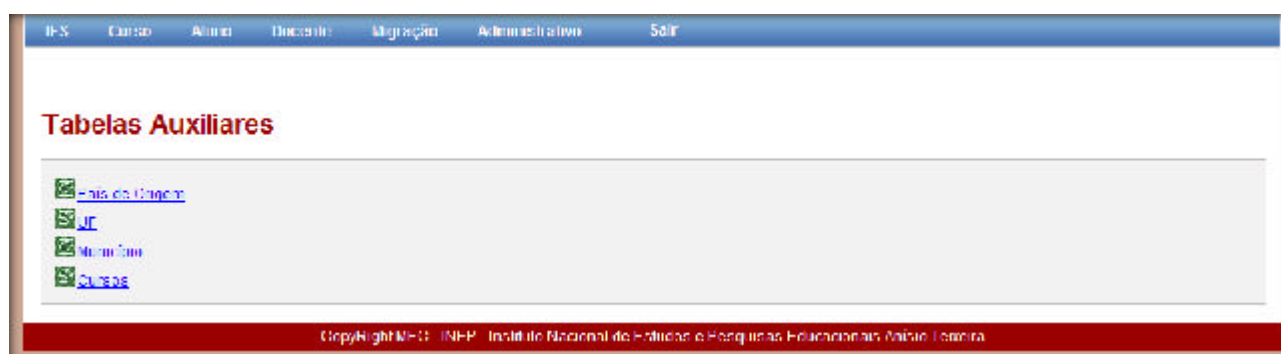 IES Curso Aluno Docente Migração Administrativo Sair
Tabelas Auxiliares
País de Origem
UF
Município
Cursos
CopyRight MEC - INEP - Instituto Nacional de Estudos e Pesquisas Educacionais Anísio Teixeira